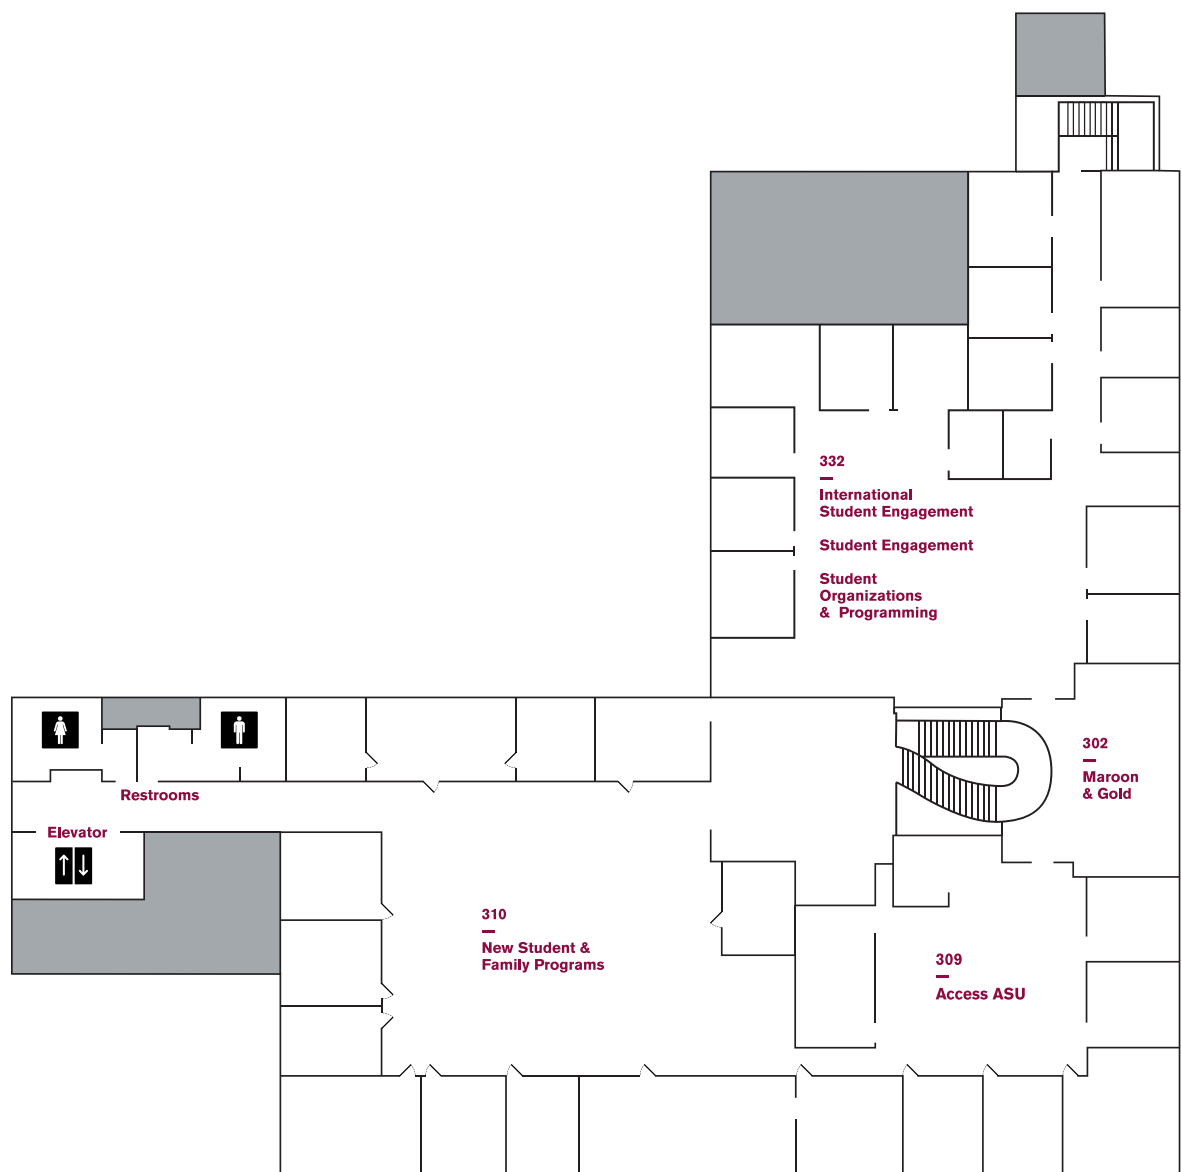 332
International
Student Engagement
Student Engagement
Student
Organizations
& Programming
302
Maroon
& Gold
Restrooms
Elevator
310
New Student &
Family Programs
309
Access ASU